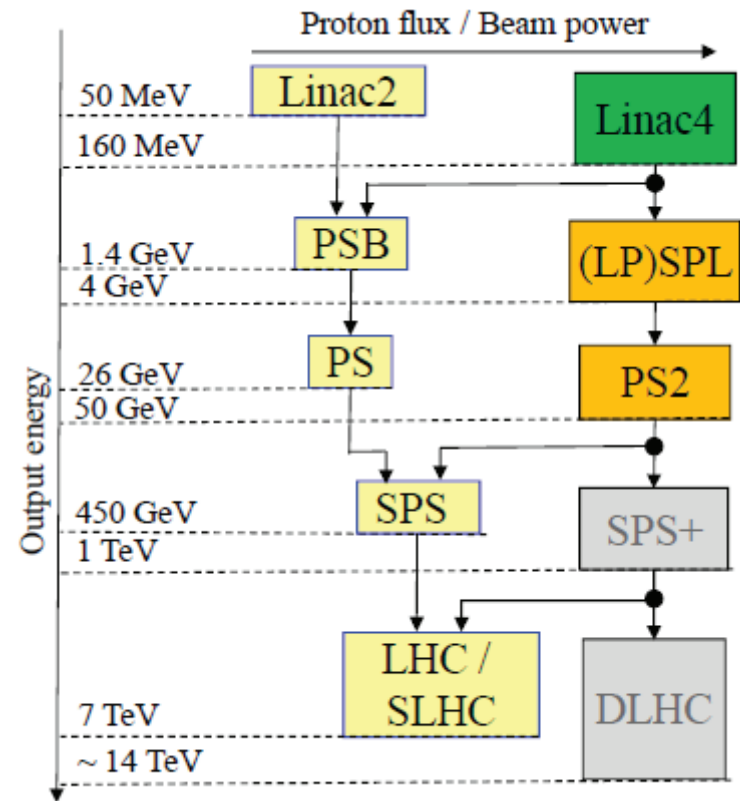 Proton flux / Beam power
Linac2
50 MeV
Linac4
160 MeV
PSB
1.4 GeV
(LP)SPL
4 GeV
PS
26 GeV
PS2
50 GeV
Output energy
SPS
450 GeV
SPS+
1 TeV
LHC /
SLHC
7 TeV
DLHC
~ 14 TeV